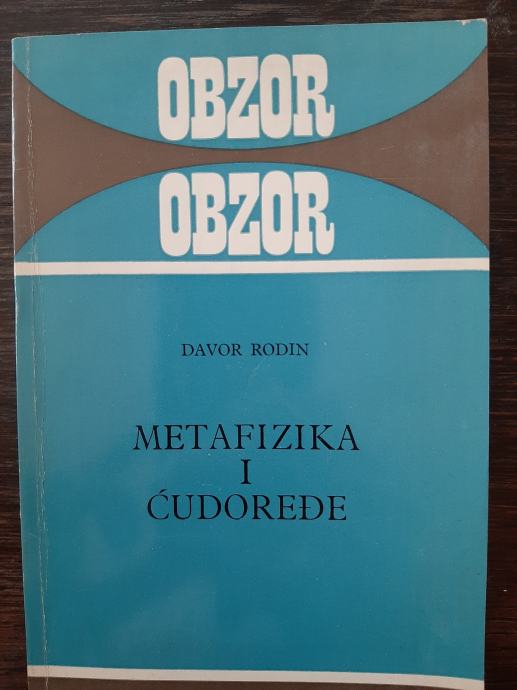 OBZOR
OBZOR
DAVOR RODIN
METAFIZIKA
I
ĆUDOREĐE